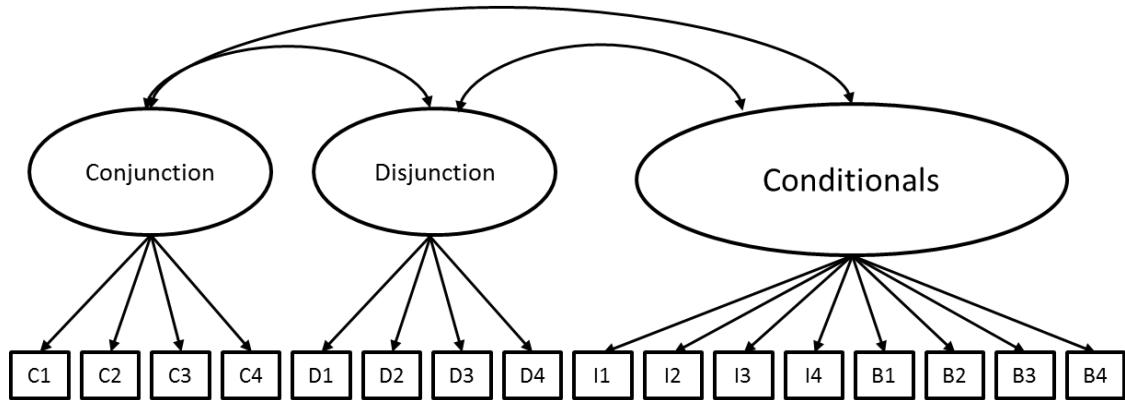 Conjunction
Disjunction
Conditionals
C1 C2 C3 C4 D1 D2 D3 D4 I1 I2 I3 I4 B1 B2 B3 B4